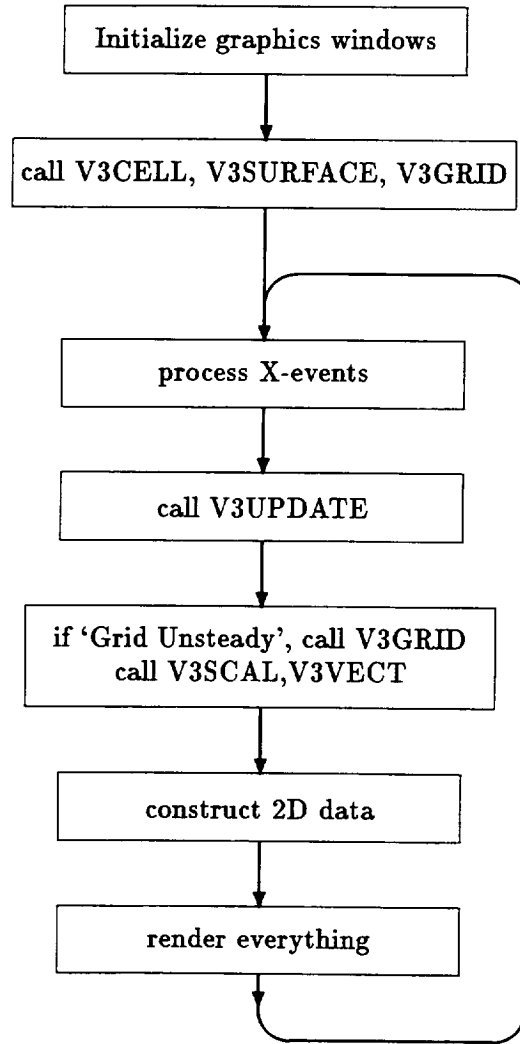 Initialize graphics windows
call V3CELL, V3SURFACE, V3GRID
process X-events
call V3UPDATE
if ‘Grid Unsteady’, call V3GRID
call V3SCAL,V3VECT
construct 2D data
render everything